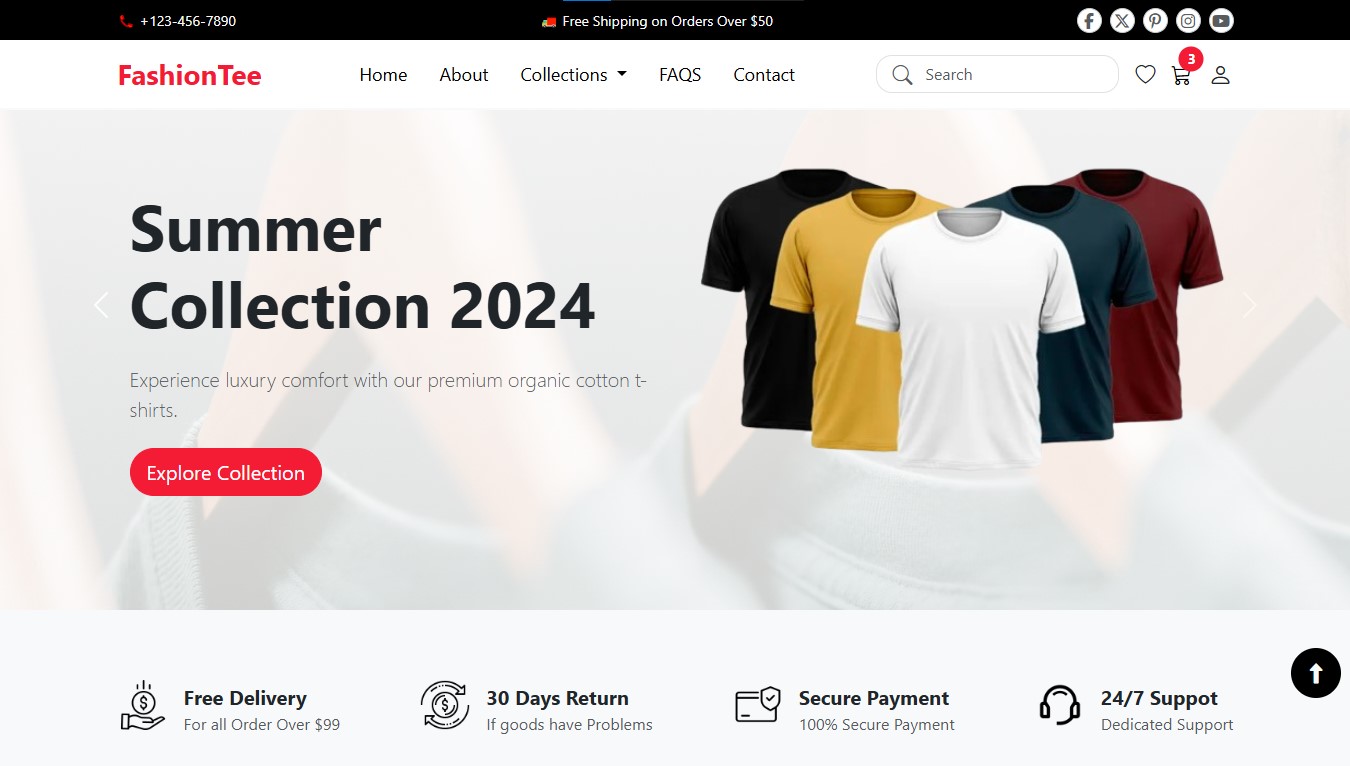 +123-456-7890
Free Shipping on Orders Over $50
FashionTee
Home
About
Collections
FAQS
Contact
Search
3
Summer
Collection 2024
Experience luxury comfort with our premium organic cotton t-
shirts.
Explore Collection
Free Delivery
For all Order Over $99
30 Days Return
If goods have Problems
Secure Payment
100% Secure Payment
24/7 Suppot
Dedicated Support